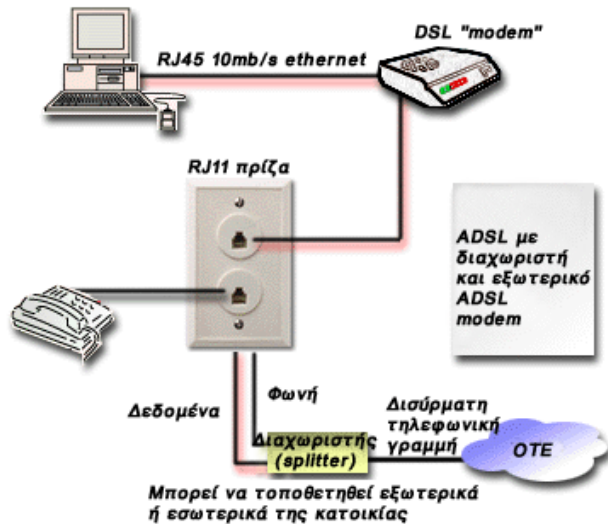 DSL "modem"
RJ45 10mb/s ethernet
RJ11 πρίζα
ADSL με
διαχωριστή
και εξωτερικό
ADSL
modem
Δεδομένα
Φωνή
Διαχωριστής
(splitter)
Δισύρματη
τηλεφωνική
γραμμή
ΟΤΕ
Μπορεί να τοποθετηθεί εξωτερικά
ή εσωτερικά της κατοικίας